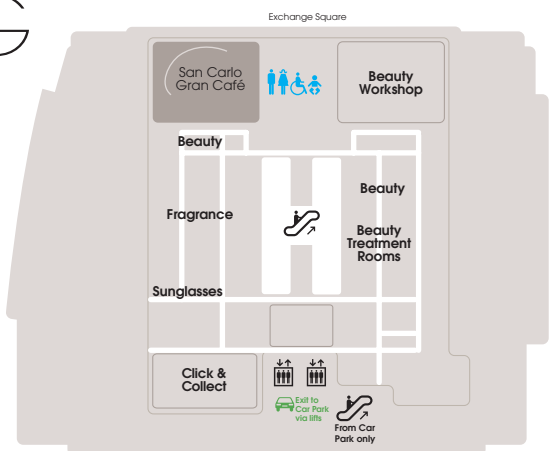 Exchange Square
San Carlo
Gran Café
Beauty
Workshop
Beauty
Beauty
Fragrance
Beauty
Treatment
Rooms
Sunglasses
Click &
Collect
Exit to
Car Park
via lifts
From Car
Park only